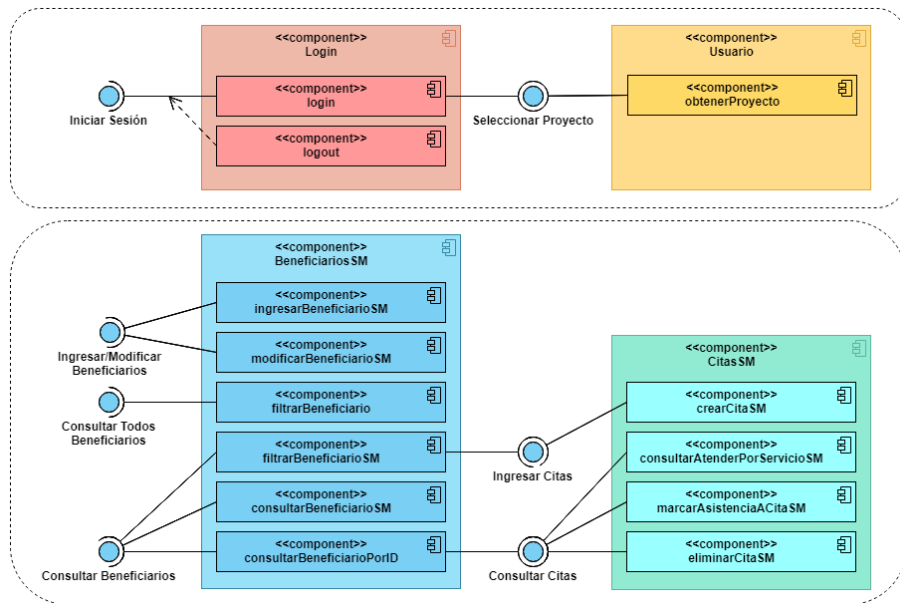 <<component>>
Login
<<component>>
login
<<component>>
logout
Iniciar Sesión
Seleccionar Proyecto
<<component>>
Usuario
<<component>>
obtenerProyecto
<<component>>
BeneficiariosSM
<<component>>
ingresarBeneficiarioSM
<<component>>
modificarBeneficiarioSM
<<component>>
filtrarBeneficiario
<<component>>
filtrarBeneficiarioSM
<<component>>
consultarBeneficiarioSM
<<component>>
consultarBeneficiarioPorID
Ingresar/Modificar
Beneficiarios
Consultar Todos
Beneficiarios
Consultar Beneficiarios
Ingresar Citas
Consultar Citas
<<component>>
CitasSM
<<component>>
crearCitaSM
<<component>>
consultarAtenderPorServicioSM
<<component>>
marcarAsistenciaACitaSM
<<component>>
eliminarCitaSM